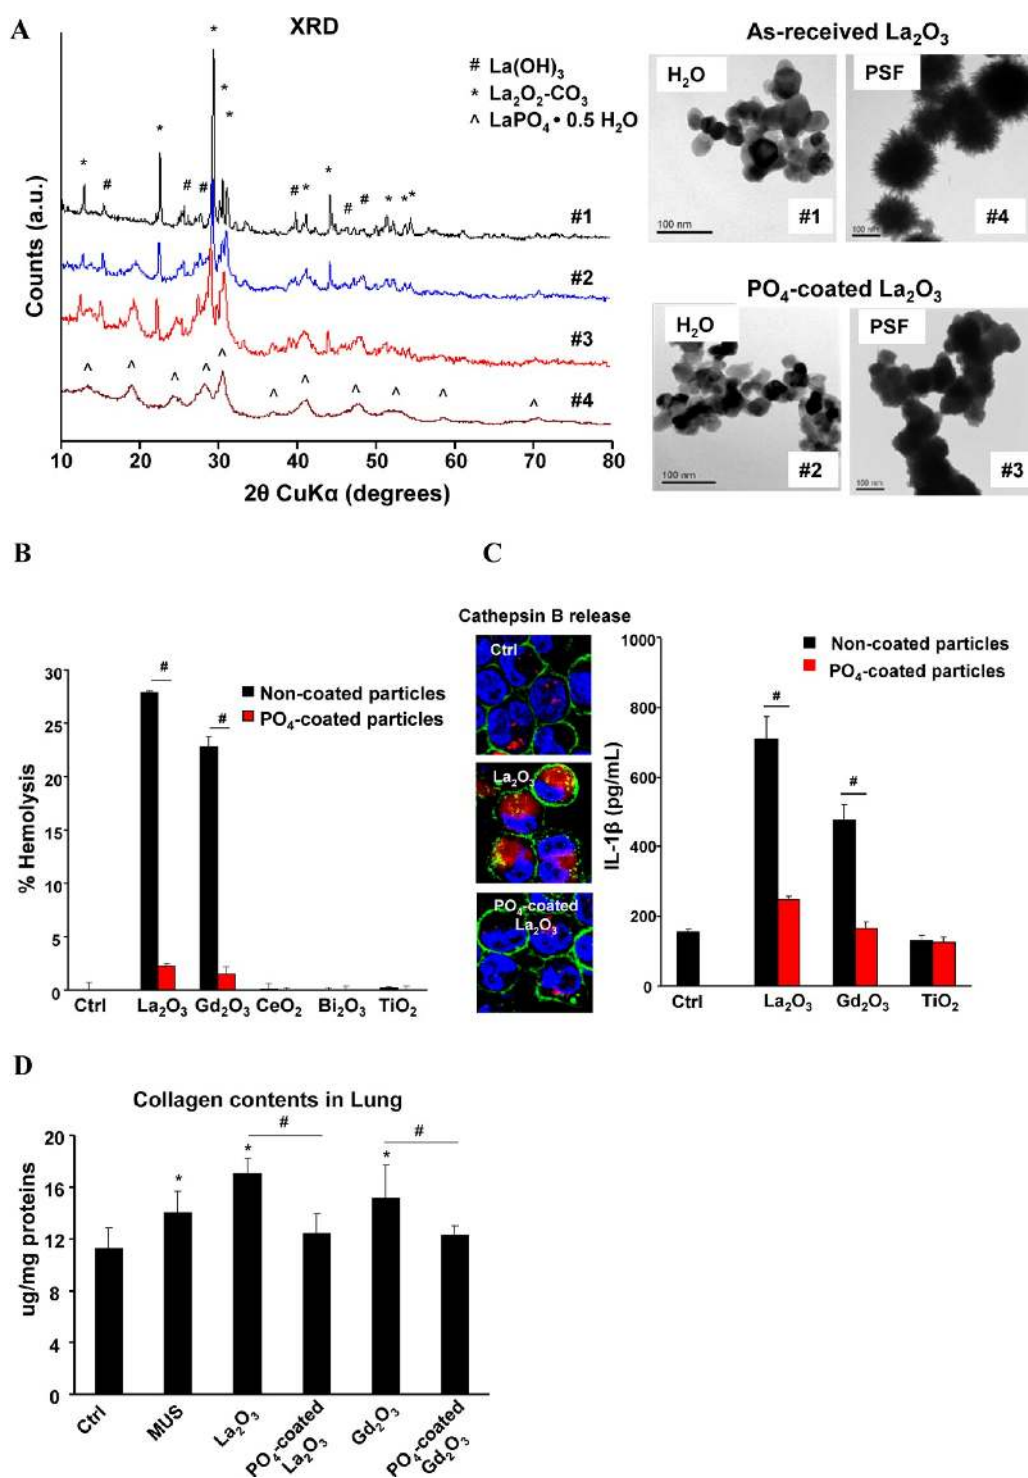 A
XRD
# La(OH)₃
* La₂O₂-CO₃
^ LaPO₄ • 0.5 H₂O
Counts (a.u.)
#1
#2
#3
#4
10 20 30 40 50 60 70 80
2θ CuKα (degrees)
As-received La₂O₃
H₂O
100 nm
#1
PSF
100 nm
#4
PO₄-coated La₂O₃
H₂O
100 nm
#2
PSF
100 nm
#3
B
% Hemolysis
30
25
20
15
10
5
0
Non-coated particles
PO₄-coated particles
#
#
Ctrl La₂O₃ Gd₂O₃ CeO₂ Bi₂O₃ TiO₂
C
Cathepsin B release
Ctrl
La₂O₃
PO₄-coated
La₂O₃
IL-1β (pg/mL)
1000
800
600
400
200
0
Non-coated particles
PO₄-coated particles
#
#
Ctrl La₂O₃ Gd₂O₃ TiO₂
D
Collagen contents in Lung
ug/mg proteins
20
16
12
8
4
0
*
*
#
*
#
Ctrl
MUS
La₂O₃
PO₄-coated
La₂O₃
Gd₂O₃
PO₄-coated
Gd₂O₃